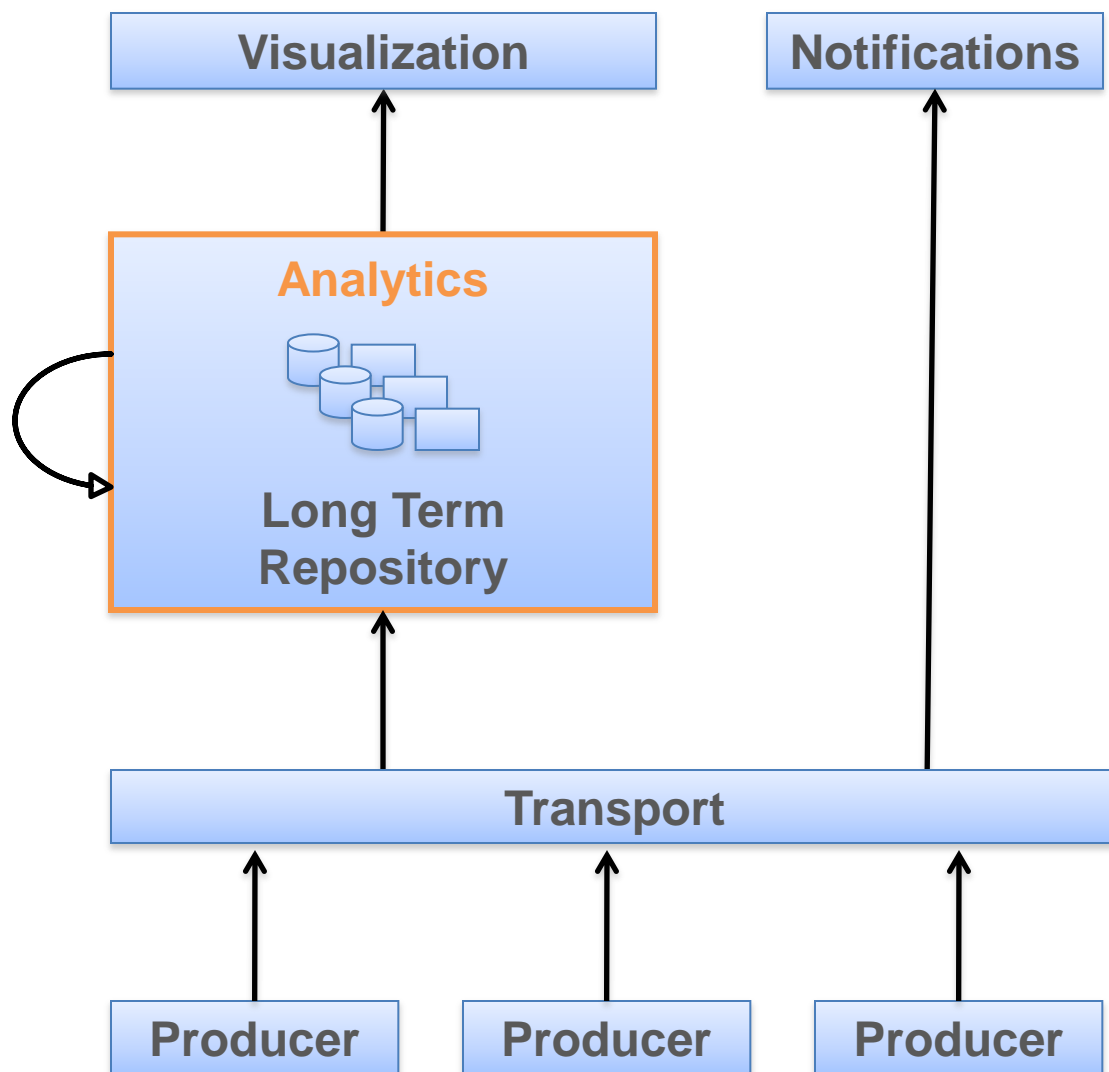 Visualization
Notifications
Analytics
Long Term
Repository
Transport
Producer
Producer
Producer